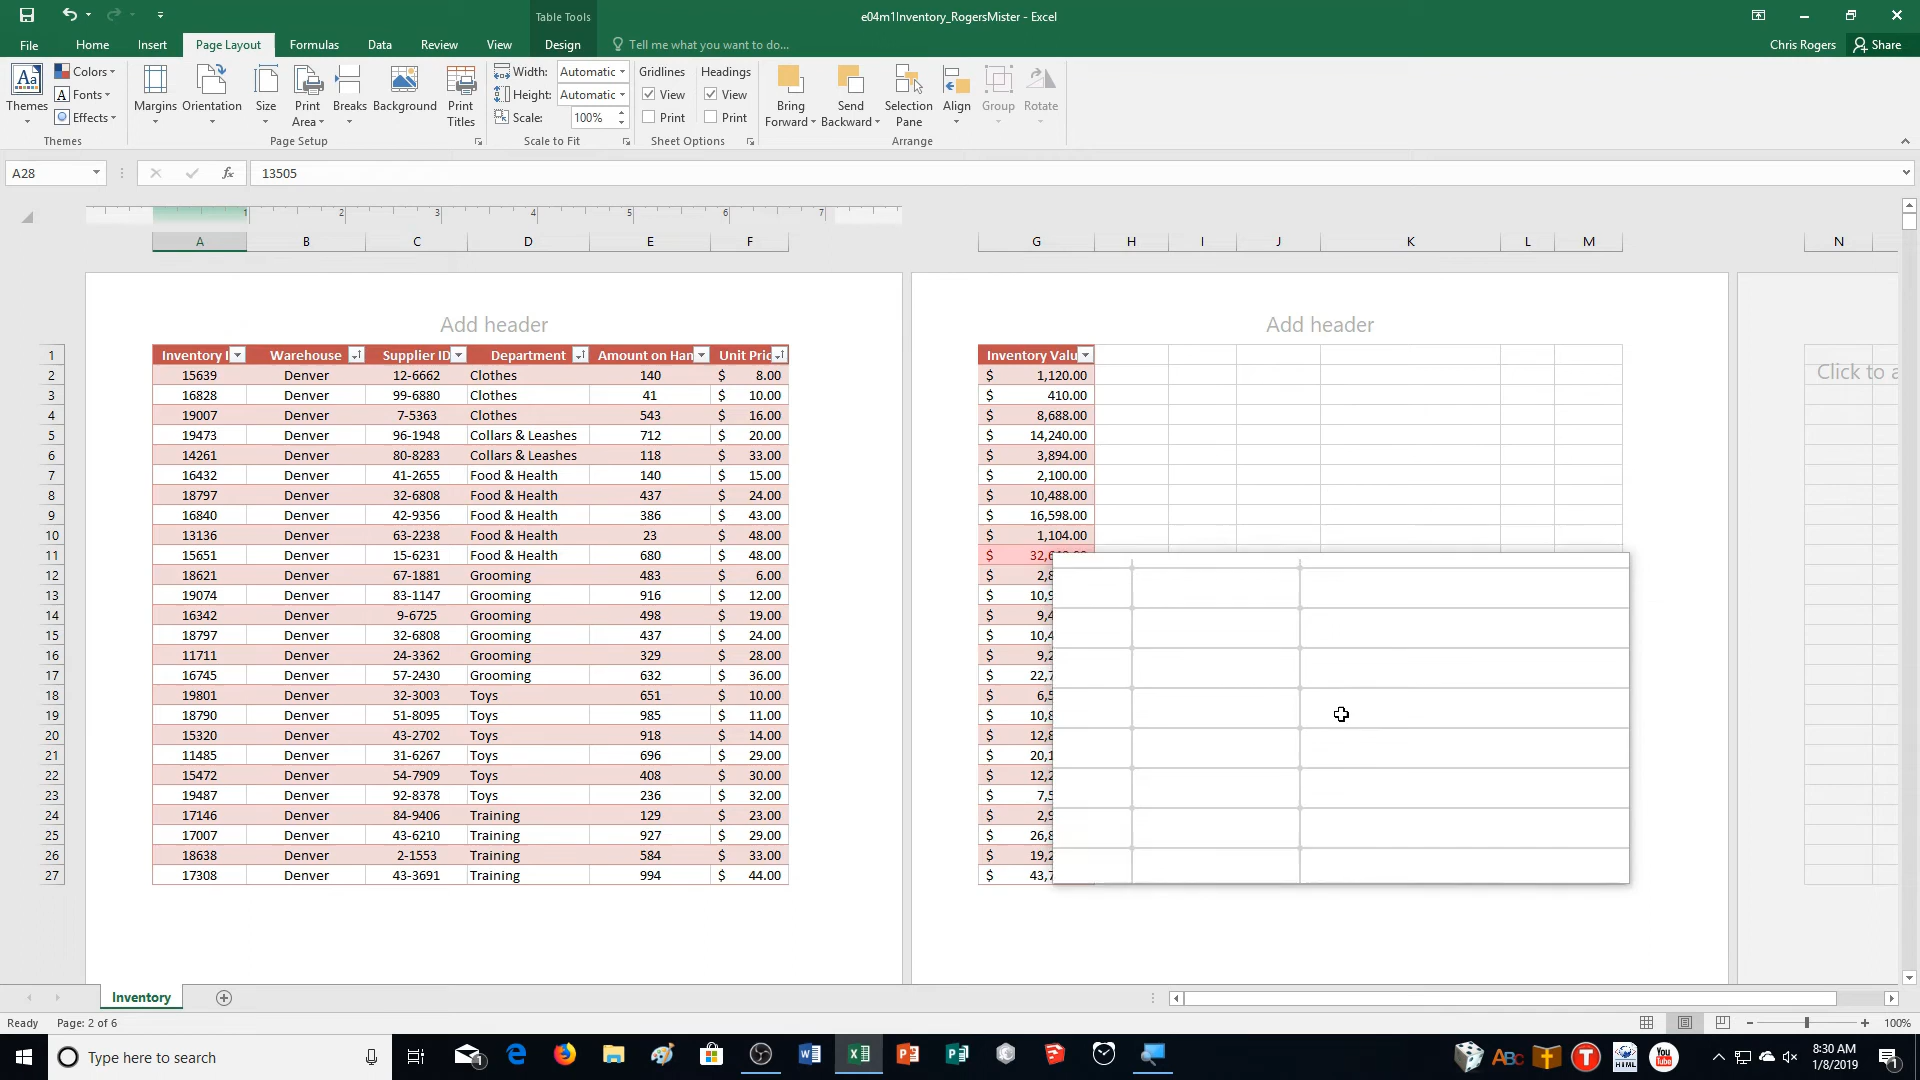 Table Tools
e04m1Inventory_RogersMister - Excel
File Home Insert Page Layout Formulas Data Review View Design Tell me what you want to do... Chris Rogers Share
Themes Colors Fonts Effects Margins Orientation Size Print Area Breaks Background Print Titles
Width: Automatic Height: Automatic Scale: 100%
Gridlines View Print Headings View Print
Bring Forward Send Backward Selection Pane Align Group Rotate
Themes Page Setup Scale to Fit Sheet Options Arrange
A28 fx 13505
1 2 3 4 5 6 7
A B C D E F G H I J K L M N
Add header Add header
1 Warehouse Supplier ID Department
Click to
2 15639 Denver 12-6662 Clothes 140 $ 8.00 $ 1,120.00
3 16828 Denver 99-6880 Clothes 41 $ 10.00 $ 410.00
4 19007 Denver 7-5363 Clothes 543 $ 16.00 $ 8,688.00
5 19473 Denver 96-1948 Collars & Leashes 712 $ 20.00 $ 14,240.00
6 14261 Denver 80-8283 Collars & Leashes 118 $ 33.00 $ 3,894.00
7 16432 Denver 41-2655 Food & Health 140 $ 15.00 $ 2,100.00
8 18797 Denver 32-6808 Food & Health 437 $ 24.00 $ 10,488.00
9 16840 Denver 42-9356 Food & Health 386 $ 43.00 $ 16,598.00
10 13136 Denver 63-2238 Food & Health 23 $ 48.00 $ 1,104.00
11 15651 Denver 15-6231 Food & Health 680 $ 48.00 $
12 18621 Denver 67-1881 Grooming 483 $ 6.00 $
13 19074 Denver 83-1147 Grooming 916 $ 12.00 $
14 16342 Denver 9-6725 Grooming 498 $ 19.00 $
15 18797 Denver 32-6808 Grooming 437 $ 24.00 $
16 11711 Denver 24-3362 Grooming 329 $ 28.00 $
17 16745 Denver 57-2430 Grooming 632 $ 36.00 $
18 19801 Denver 32-3003 Toys 651 $ 10.00 $
19 18790 Denver 51-8095 Toys 985 $ 11.00 $
20 15320 Denver 43-2702 Toys 918 $ 14.00 $
21 11485 Denver 31-6267 Toys 696 $ 29.00 $
22 15472 Denver 54-7909 Toys 408 $ 30.00 $
23 19487 Denver 92-8378 Toys 236 $ 32.00 $
24 17146 Denver 84-9406 Training 129 $ 23.00 $
25 17007 Denver 43-6210 Training 927 $ 29.00 $
26 18638 Denver 2-1553 Training 584 $ 33.00 $
27 17308 Denver 43-3691 Training 994 $ 44.00 $
Inventory
Ready Page: 2 of 6 100%
Type here to search
8:30 AM
1/8/2019